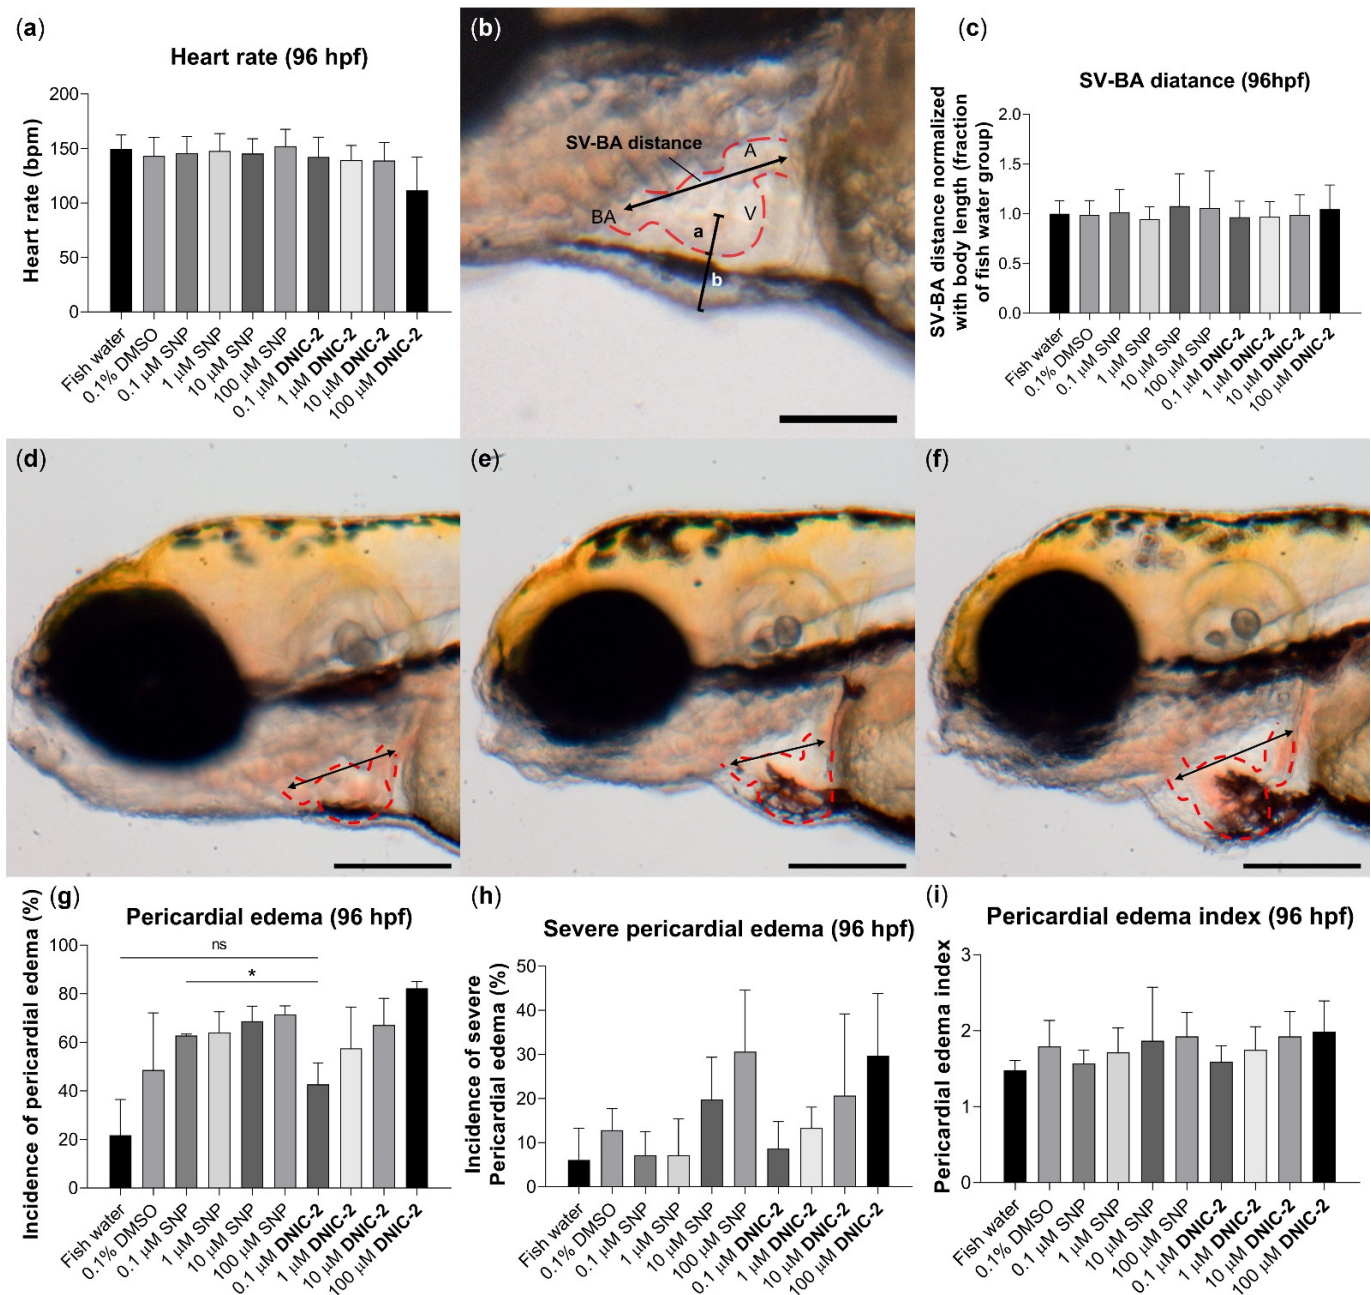 (a)
Heart rate (96 hpf)
Heart rate (bpm)
200
150
100
50
0
Fish water
0.1% DMSO
0.1 μM SNP
1 μM SNP
10 μM SNP
100 μM SNP
0.1 μM DNIC-2
1 μM DNIC-2
10 μM DNIC-2
100 μM DNIC-2
(b)
SV-BA distance
A
BA
V
a
b
(c)
SV-BA diatance (96hpf)
SV-BA distance normalized
with body length (fraction
of fish water group)
2.0
1.5
1.0
0.5
0.0
Fish water
0.1% DMSO
0.1 μM SNP
1 μM SNP
10 μM SNP
100 μM SNP
0.1 μM DNIC-2
1 μM DNIC-2
10 μM DNIC-2
100 μM DNIC-2
(d)
(e)
(f)
(g)
Pericardial edema (96 hpf)
Incidence of pericardial edema (%)
100
80
60
40
20
0
ns
*
Fish water
0.1% DMSO
0.1 μM SNP
1 μM SNP
10 μM SNP
100 μM SNP
0.1 μM DNIC-2
1 μM DNIC-2
10 μM DNIC-2
100 μM DNIC-2
(h)
Severe pericardial edema (96 hpf)
Incidence of severe
Pericardial edema (%)
50
40
30
20
10
0
Fish water
0.1% DMSO
0.1 μM SNP
1 μM SNP
10 μM SNP
100 μM SNP
0.1 μM DNIC-2
1 μM DNIC-2
10 μM DNIC-2
100 μM DNIC-2
(i)
Pericardial edema index (96 hpf)
Pericardial edema index
3
2
1
0
Fish water
0.1% DMSO
0.1 μM SNP
1 μM SNP
10 μM SNP
100 μM SNP
0.1 μM DNIC-2
1 μM DNIC-2
10 μM DNIC-2
100 μM DNIC-2